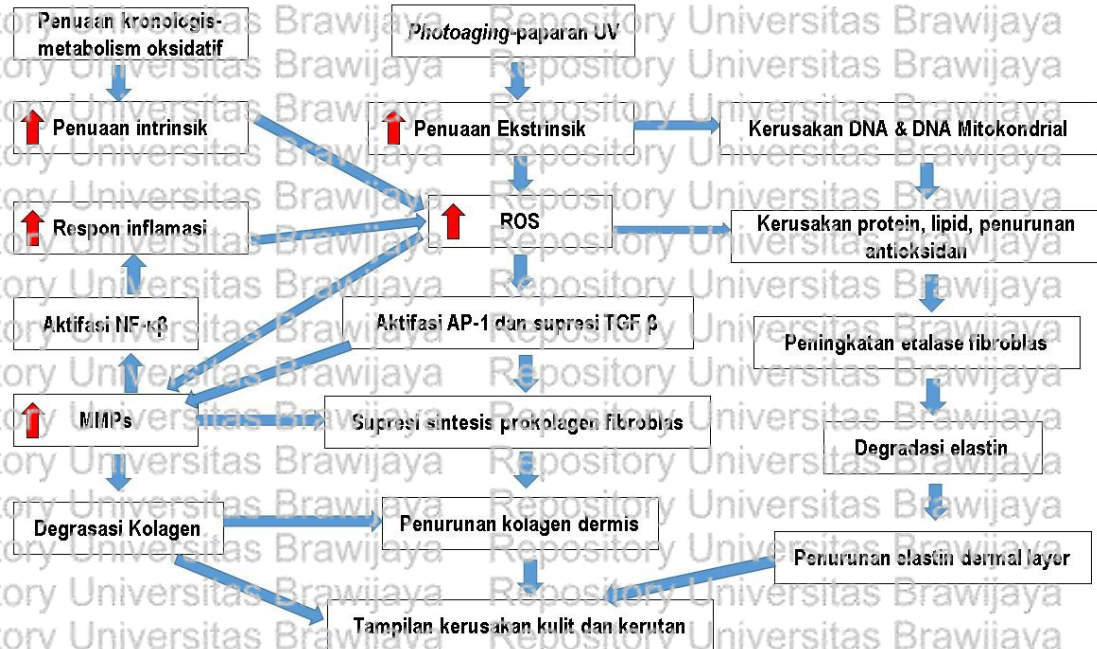 Penuaan kronologis-
metabolism oksidatif
Photoaging-paparan UV
Penuaan intrinsik
Penuaan Ekstrinsik
Kerusakan DNA & DNA Mitokondrial
Respon inflamasi
ROS
Kerusakan protein, lipid, penurunan
antioksidan
Aktifasi NF-κβ
Aktifasi AP-1 dan supresi TGF β
Peningkatan etalase fibroblas
MMPs
Supresi sintesis prokolagen fibroblas
Degradasi elastin
Degrasasi Kolagen
Penurunan kolagen dermis
Penurunan elastin dermal layer
Tampilan kerusakan kulit dan kerutan
Repository Universitas Brawijaya